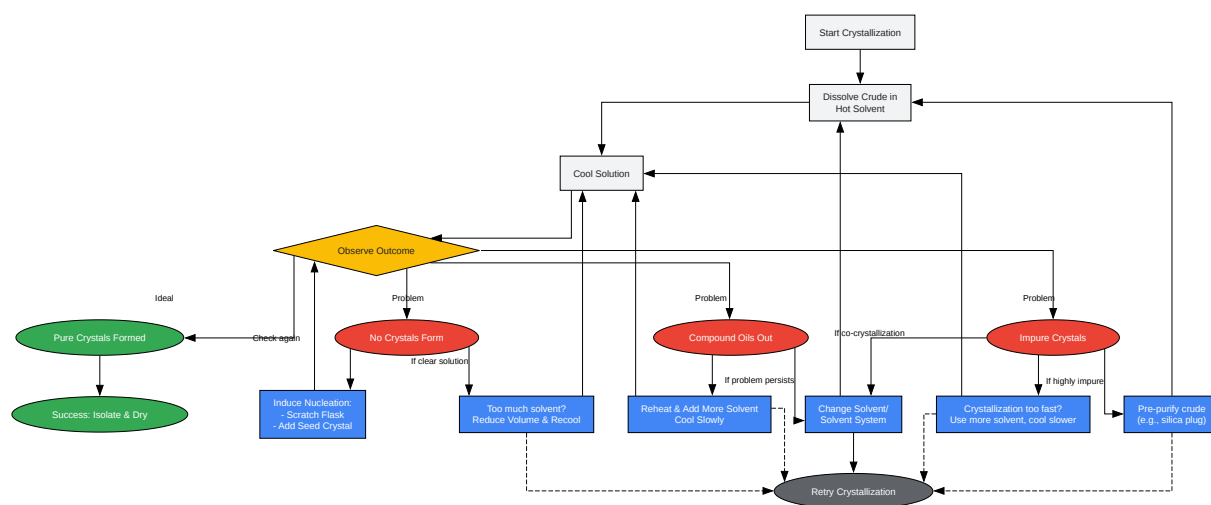 Start Crystallization
Dissolve Crude in
Hot Solvent
Cool Solution
Observe Outcome
Ideal
Problem
Problem
Problem
Pure Crystals Formed
Check again
No Crystals Form
Compound Oils Out
If co-crystallization
Impure Crystals
If clear solution
If problem persists
If highly impure
Success: Isolate & Dry
Induce Nucleation:
- Scratch Flask
- Add Seed Crystal
Too much solvent?
Reduce Volume & Recool
Reheat & Add More Solvent
Cool Slowly
Change Solvent/
Solvent System
Crystallization too fast?
Use more solvent, cool slower
Pre-purify crude
(e.g., silica plug)
Retry Crystallization